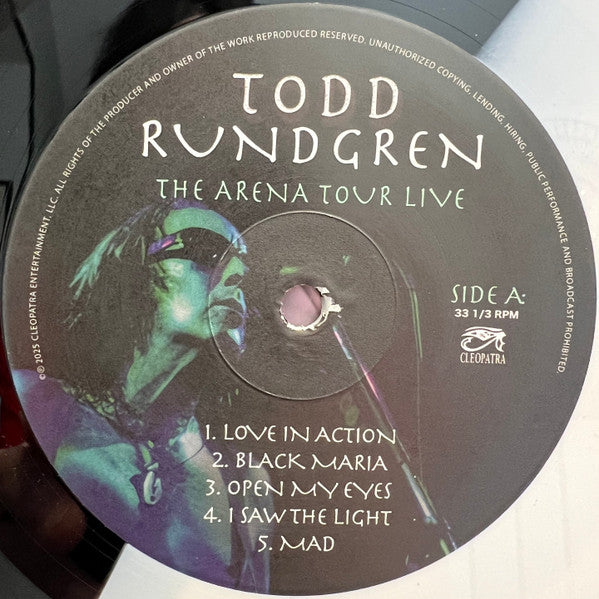 ℗© 2025 CLEOPATRA ENTERTAINMENT, LLC. ALL RIGHTS OF THE PRODUCER AND OWNER OF THE WORK REPRODUCED RESERVED. UNAUTHORIZED COPYING, LENDING, HIRING, PUBLIC PERFORMANCE AND BROADCAST PROHIBITED.
TODD
RUNDGREN
THE ARENA TOUR LIVE
SIDE A:
33 1/3 RPM
CLEOPATRA
1. LOVE IN ACTION
2. BLACK MARIA
3. OPEN MY EYES
4. I SAW THE LIGHT
5. MAD